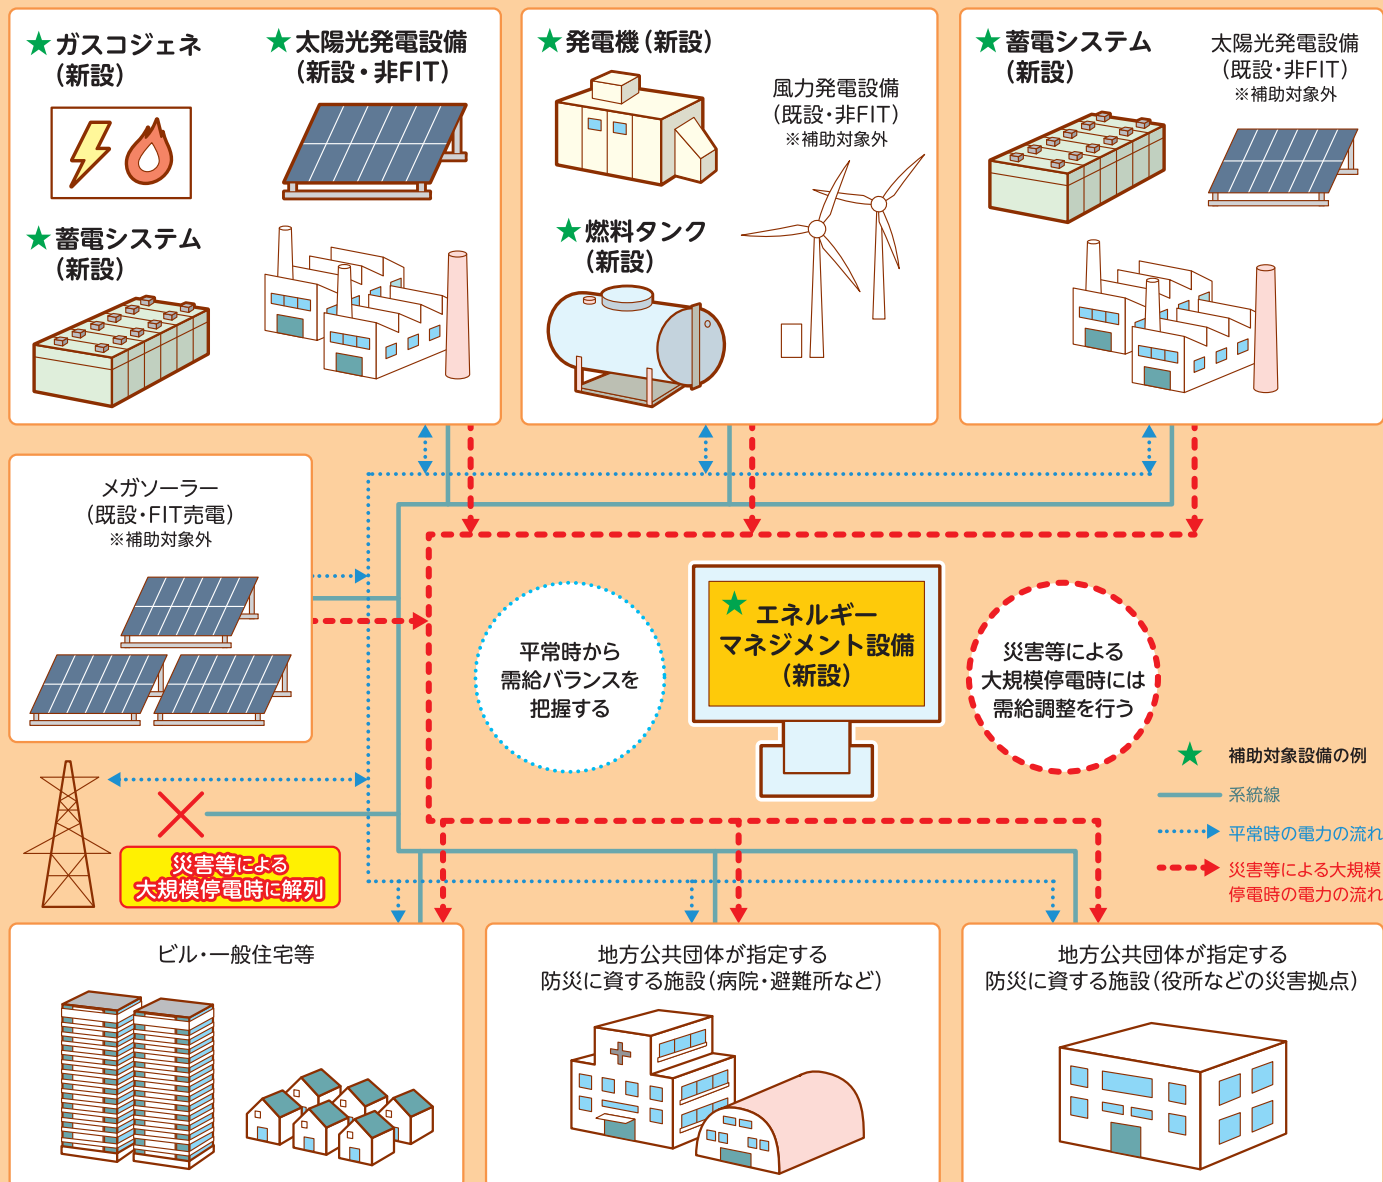 ★ガスコジェネ
(新設)
★太陽光発電設備
(新設・非FIT)
★蓄電システム
(新設)
★発電機(新設)
風力発電設備
(既設・非FIT)
※補助対象外
★燃料タンク
(新設)
★蓄電システム
(新設)
太陽光発電設備
(既設・非FIT)
※補助対象外
メガソーラー
(既設・FIT売電)
※補助対象外
平常時から
需給バランスを
把握する
★エネルギー
マネジメント設備
(新設)
災害等による
大規模停電時には
需給調整を行う
災害等による
大規模停電時に解列
★ 補助対象設備の例
系統線
平常時の電力の流れ
災害等による大規模
停電時の電力の流れ
ビル・一般住宅等
地方公共団体が指定する
防災に資する施設(病院・避難所など)
地方公共団体が指定する
防災に資する施設(役所などの災害拠点)